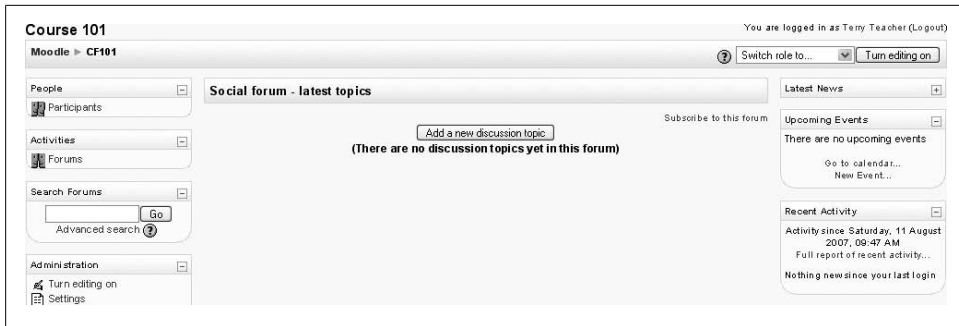 Course 101
You are logged in as Terry Teacher (Logout)
Moodle ► CF101
Switch role to...
Turn editing on
People
Participants
Activities
Forums
Search Forums
Go
Advanced search
Administration
Turn editing on
Settings
Social forum - latest topics
Subscribe to this forum
Add a new discussion topic
(There are no discussion topics yet in this forum)
Latest News
Upcoming Events
There are no upcoming events
Go to calendar...
New Event...
Recent Activity
Activity since Saturday, 11 August
2007, 09:47 AM
Full report of recent activity...
Nothing new since your last login